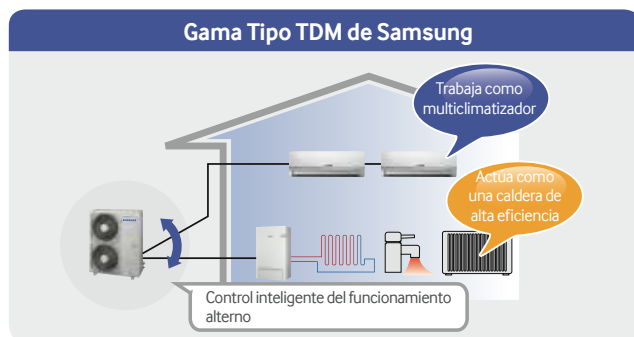 Gama Tipo TDM de Samsung
Trabaja como
multiclimatizador
Actúa como
una caldera de
alta eficiencia
Control inteligente del funcionamiento
alterno